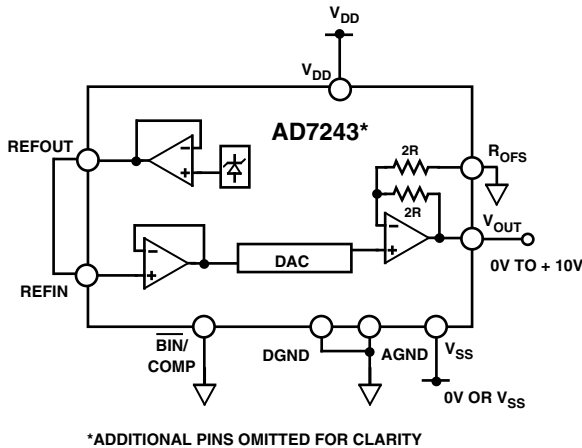 VDD
VDD
AD7243*
REFOUT
2R
ROFS
2R
VOUT
DAC
0V TO + 10V
REFIN
BIN/
COMP
DGND
AGND
VSS
0V OR VSS
*ADDITIONAL PINS OMITTED FOR CLARITY